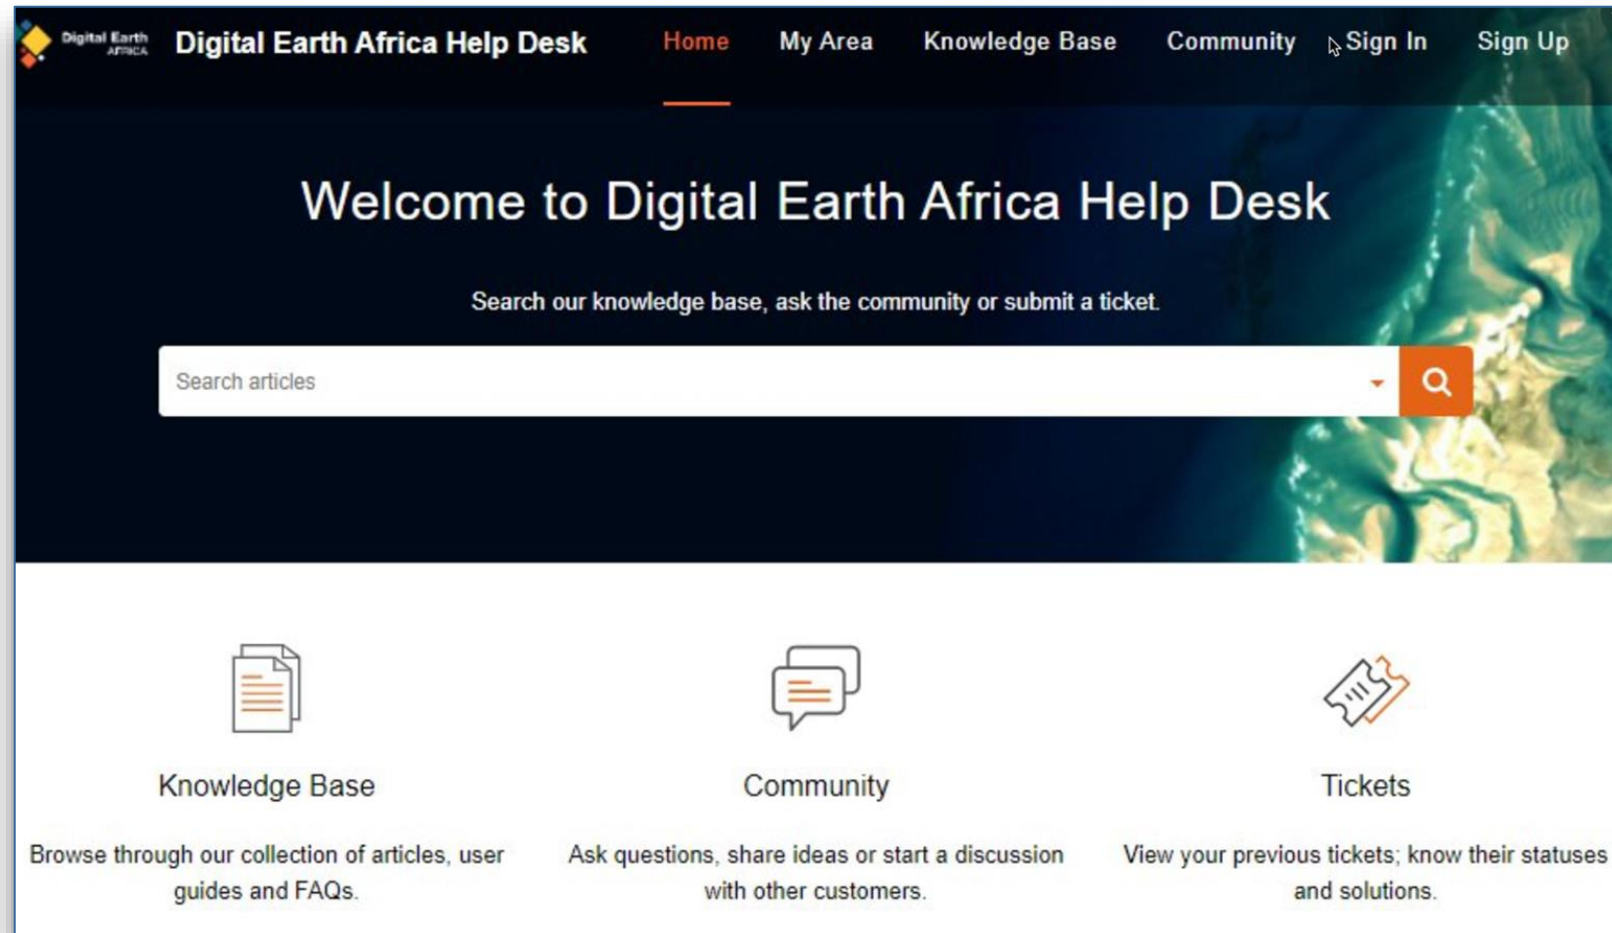 Digital Earth
AFRICA
Digital Earth Africa Help Desk
Home
My Area
Knowledge Base
Community
Sign In
Sign Up
Welcome to Digital Earth Africa Help Desk
Search our knowledge base, ask the community or submit a ticket.
Search articles
Knowledge Base
Browse through our collection of articles, user
guides and FAQs.
Community
Ask questions, share ideas or start a discussion
with other customers.
Tickets
View your previous tickets; know their statuses
and solutions.